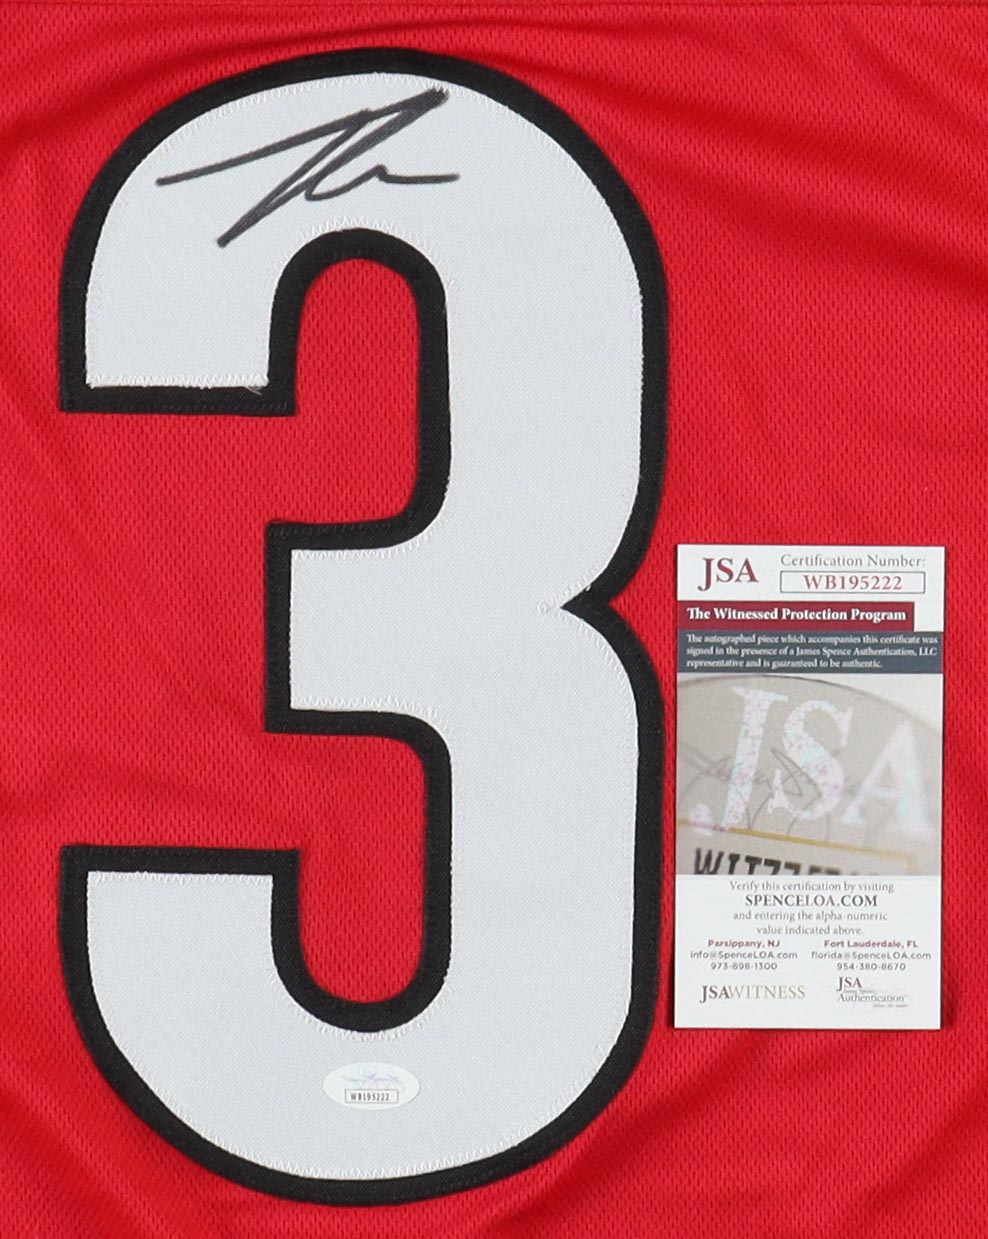 3
JSA
Certification Number:
WB195222
The Witnessed Protection Program
The autographed piece which accompanies this certificate was
signed in the presence of a James Spence Authentication, LLC
representative and is guaranteed to be authentic.
JSA
Verify this certification by visiting
SPENCELOA.COM
and entering the alpha-numeric
value indicated above.
Parsippany, NJ
info@SpenceLOA.com
973-898-1300
Fort Lauderdale, FL
florida@SpenceLOA.com
954-380-8670
JSAWITNESS
JSA
Authentication
WB195222